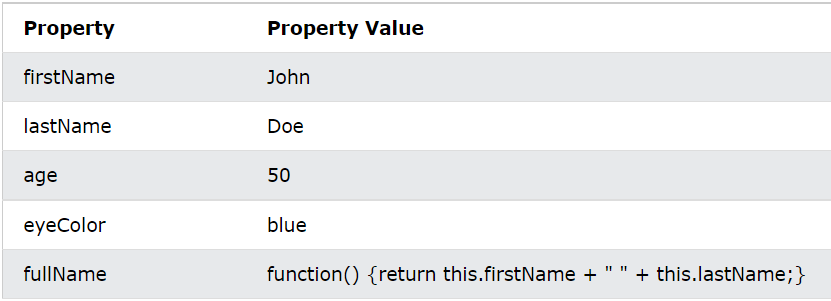 Property Property Value
firstName John
lastName Doe
age 50
eyeColor blue
fullName function() {return this.firstName + " " + this.lastName;}